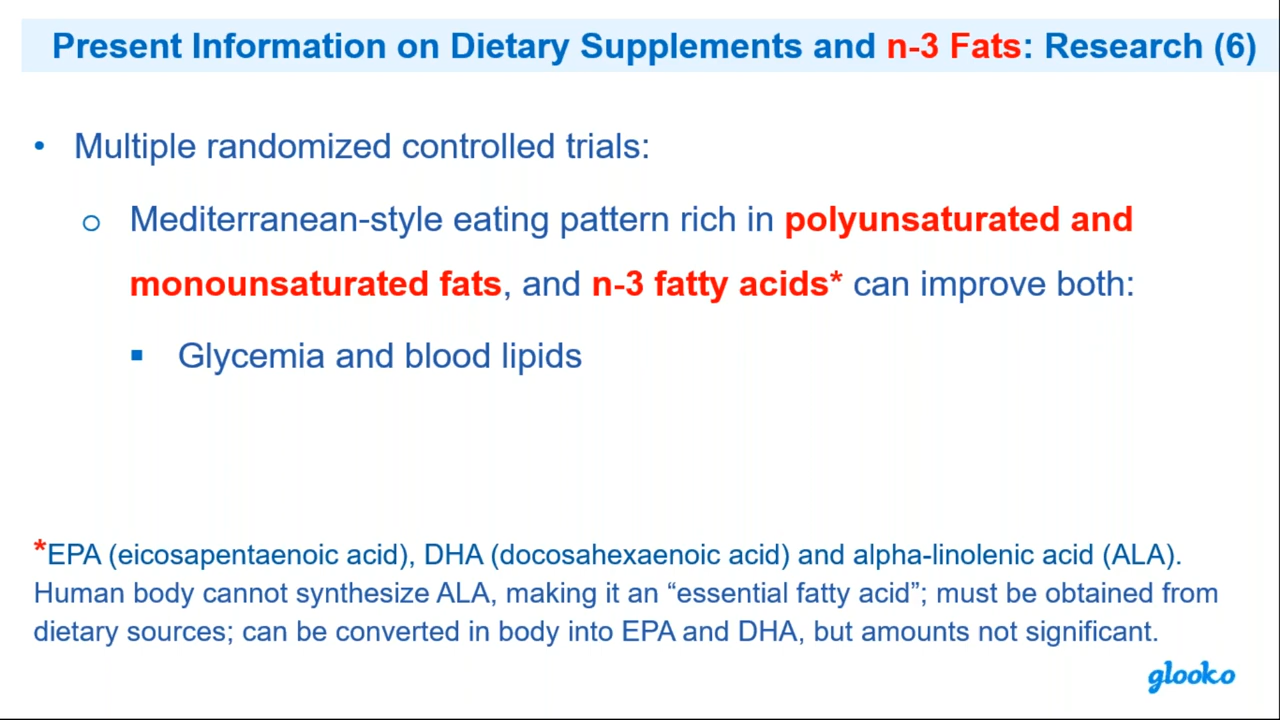 Present Information on Dietary Supplements and n-3 Fats: Research (6)
• Multiple randomized controlled trials:
o Mediterranean-style eating pattern rich in polyunsaturated and
monounsaturated fats, and n-3 fatty acids* can improve both:
▪ Glycemia and blood lipids
*EPA (eicosapentaenoic acid), DHA (docosahexaenoic acid) and alpha-linolenic acid (ALA).
Human body cannot synthesize ALA, making it an “essential fatty acid”; must be obtained from
dietary sources; can be converted in body into EPA and DHA, but amounts not significant.
glooko